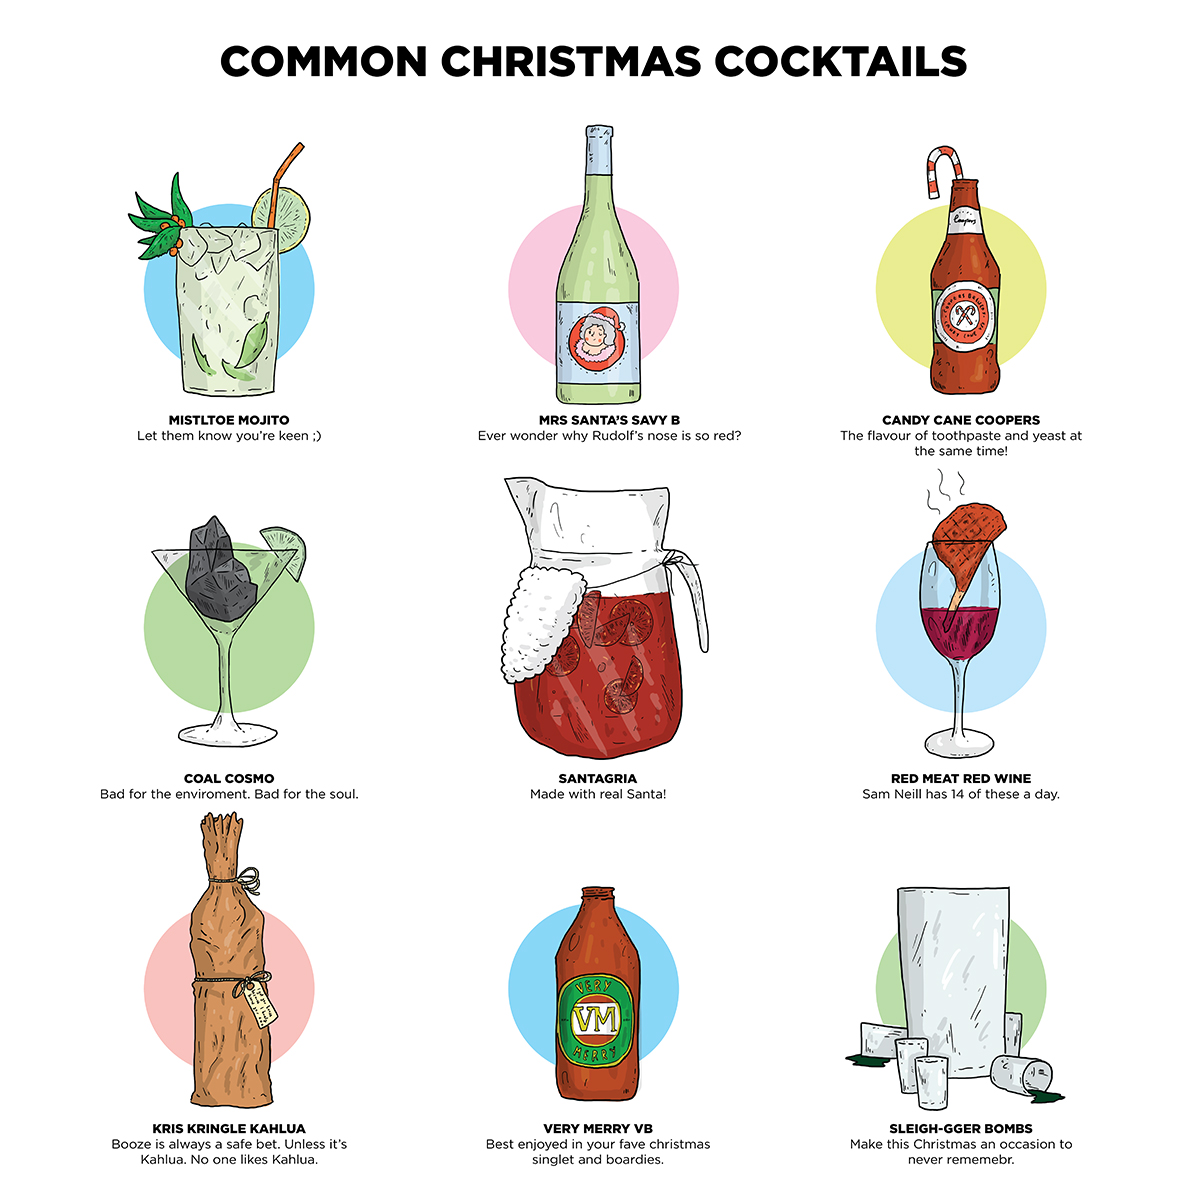 COMMON CHRISTMAS COCKTAILS
Coopers
MISTLTOE MOJITO
Let them know you're keen ;)
MRS SANTA'S SAVY B
Ever wonder why Rudolf's nose is so red?
CANDY CANE COOPERS
The flavour of toothpaste and yeast at
the same time!
COAL COSMO
Bad for the enviroment. Bad for the soul.
SANTAGRIA
Made with real Santa!
RED MEAT RED WINE
Sam Neill has 14 of these a day.
VERY
VM
MERRY
KRIS KRINGLE KAHLUA
Booze is always a safe bet. Unless it's
Kahlua. No one likes Kahlua.
VERY MERRY VB
Best enjoyed in your fave christmas
singlet and boardies.
SLEIGH-GGER BOMBS
Make this Christmas an occasion to
never rememebr.